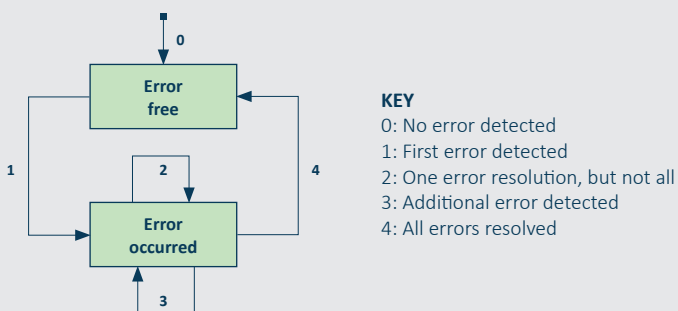 0
Error
free
1
2
4
Error
occurred
3
KEY
0: No error detected
1: First error detected
2: One error resolution, but not all
3: Additional error detected
4: All errors resolved